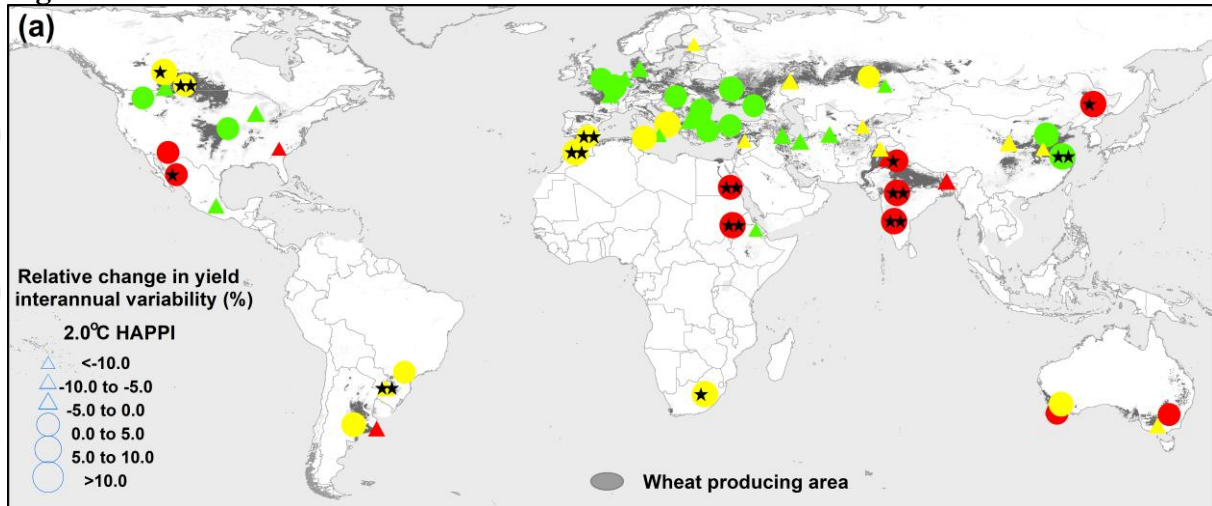 (a)
Relative change in yield
interannual variability (%)
2.0°C HAPPI
<-10.0
-10.0 to -5.0
-5.0 to 0.0
0.0 to 5.0
5.0 to 10.0
>10.0
Wheat producing area